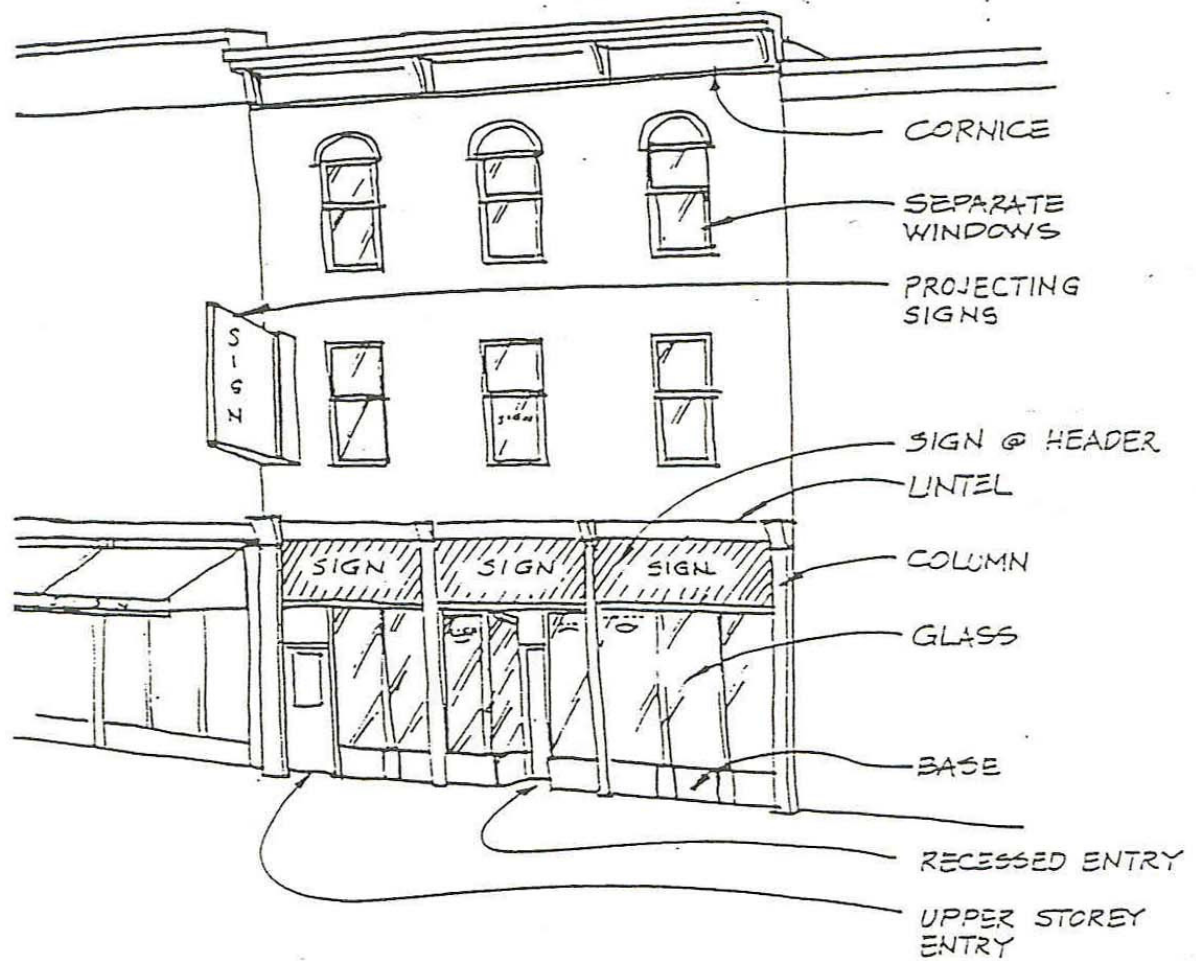 CORNICE
SEPARATE
WINDOWS
PROJECTING
SIGNS
SIGN
SIGN
SIGN @ HEADER
LINTEL
SIGN
SIGN
SIGN
COLUMN
GLASS
BASE
RECESSED ENTRY
UPPER STOREY
ENTRY